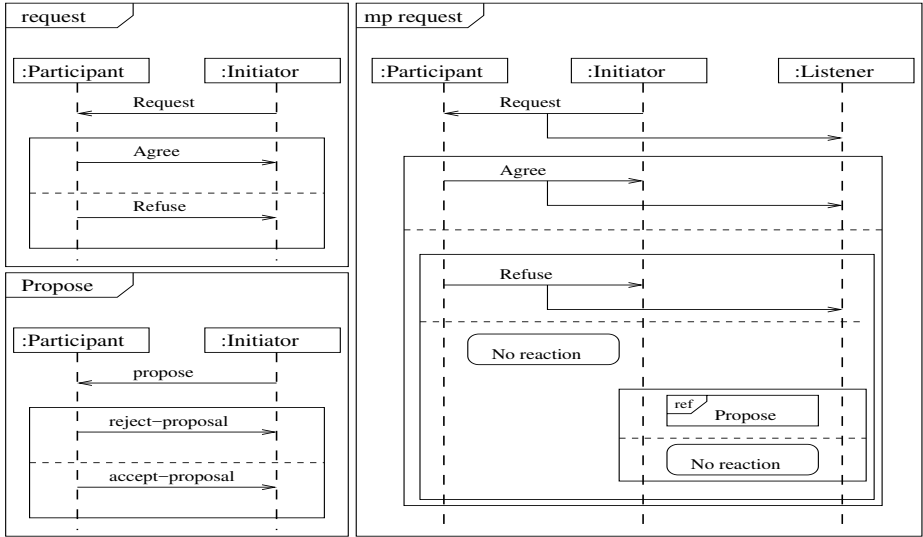 request
:Participant :Initiator
Request
Agree
Refuse
Propose
:Participant :Initiator
propose
reject-proposal
accept-proposal
mp request
:Participant :Initiator :Listener
Request
Agree
Refuse
No reaction
ref
Propose
No reaction